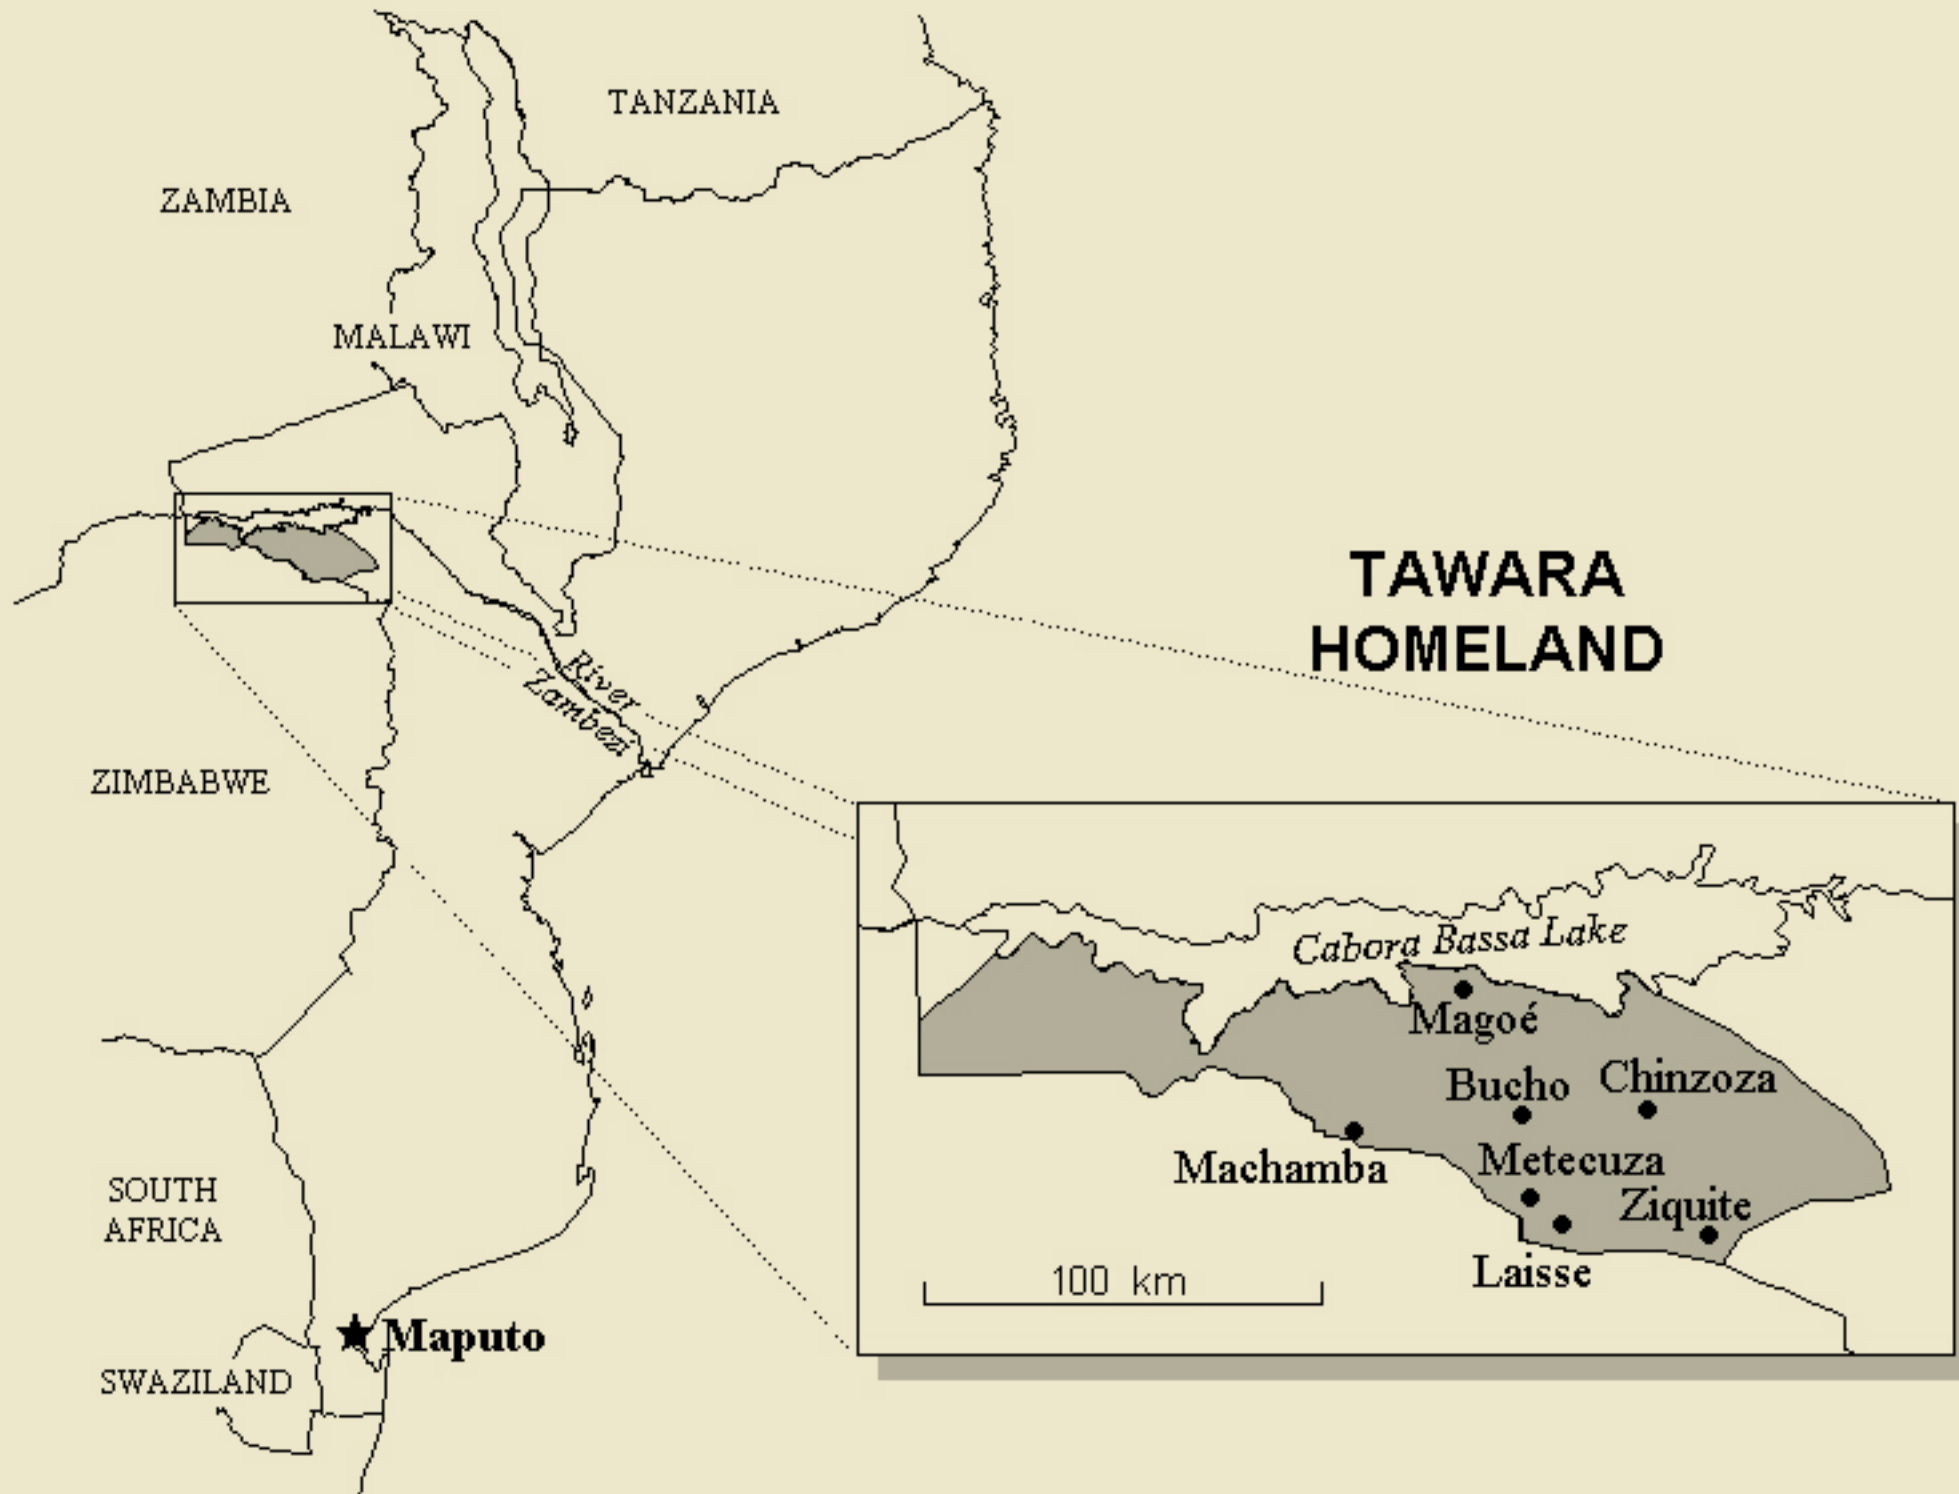 TANZANIA
ZAMBIA
MALAWI
TAWARA
HOMELAND
River
Zambezi
ZIMBABWE
Cabora Bassa Lake
Magoé
Bucho
Chinzoza
Machamba
Metecuza
Ziquite
Laisse
100 km
SOUTH
AFRICA
Maputo
SWAZILAND